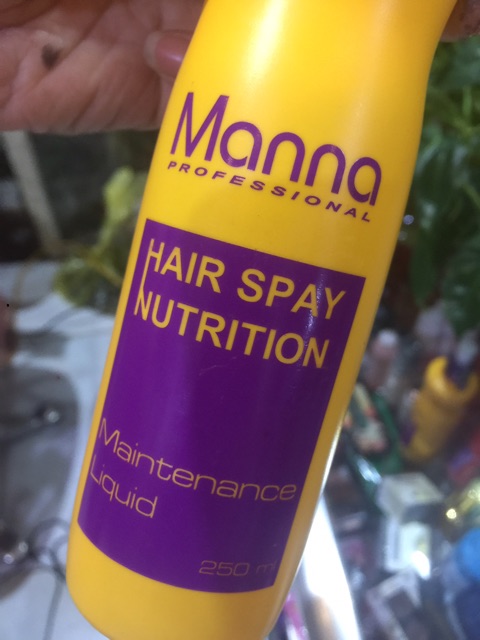 Manna
PROFESSIONAL
HAIR SPAY
NUTRITION
Maintenance
Liquid
250 ml